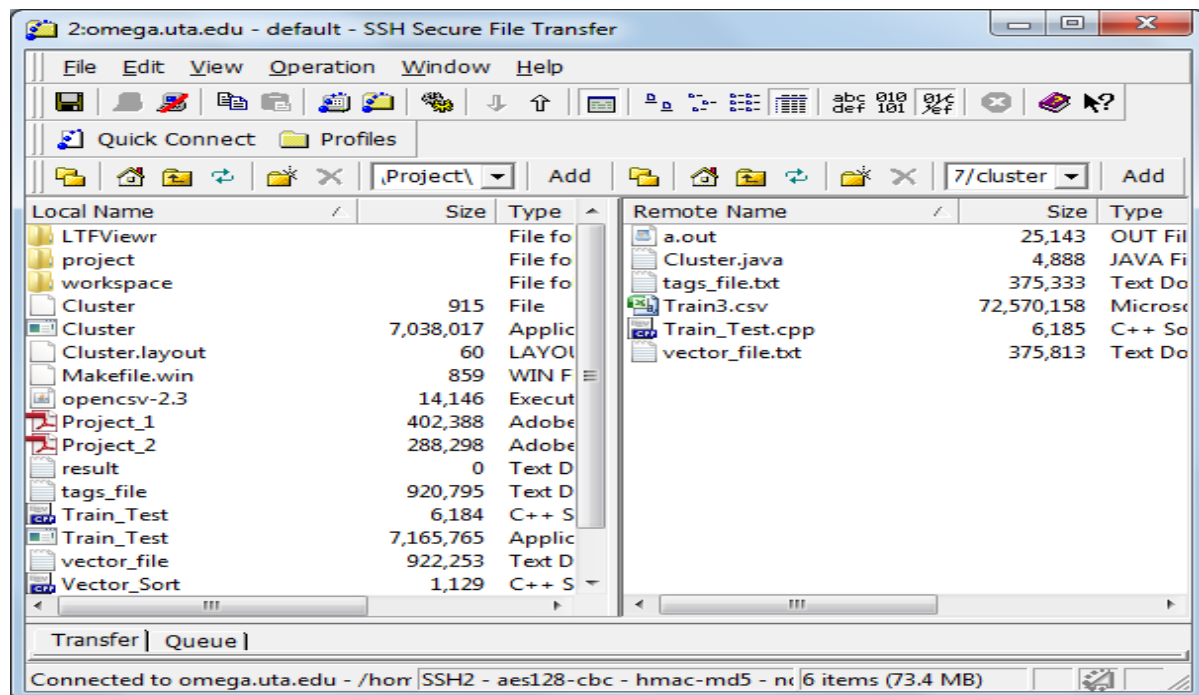 2:omega.uta.edu - default - SSH Secure File Transfer
File Edit View Operation Window Help
abc def 010 101
Quick Connect Profiles
Project\ Add 7/cluster Add
Local Name Size Type Remote Name Size Type
LTFViewr File fo a.out 25,143 OUT Fil
project File fo Cluster.java 4,888 JAVA Fi
workspace File fo tags_file.txt 375,333 Text Do
Cluster 915 File Train3.csv 72,570,158 Microso
Cluster 7,038,017 Applic Train_Test.cpp 6,185 C++ So
Cluster.layout 60 LAYOU vector_file.txt 375,813 Text Do
Makefile.win 859 WIN F
opencsv-2.3 14,146 Execut
Project_1 402,388 Adobe
Project_2 288,298 Adobe
result 0 Text D
tags_file 920,795 Text D
Train_Test 6,184 C++ S
Train_Test 7,165,765 Applic
vector_file 922,253 Text D
Vector_Sort 1,129 C++ S
Transfer Queue
Connected to omega.uta.edu - /hom SSH2 - aes128-cbc - hmac-md5 - no 6 items (73.4 MB)